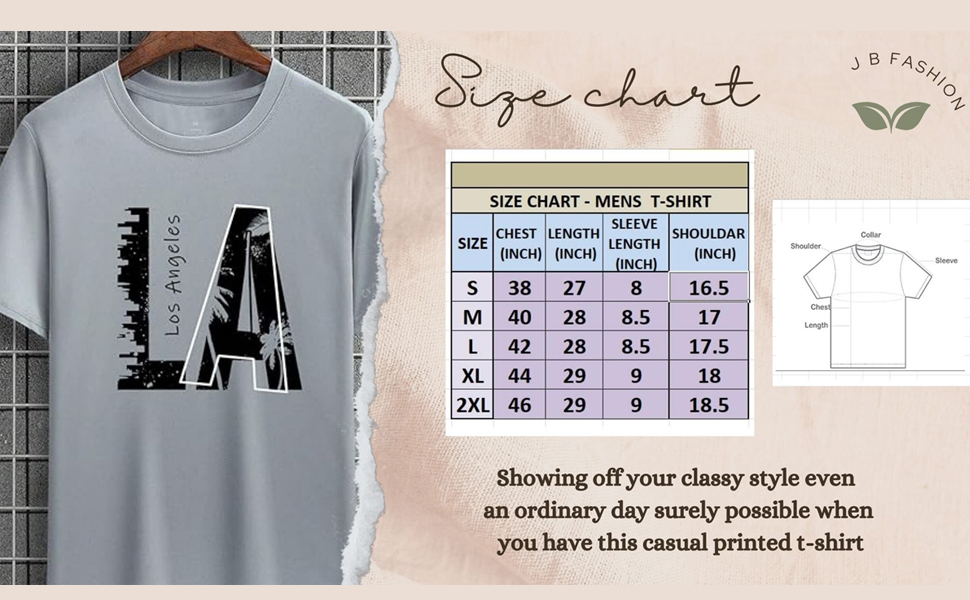 Size chart
J B FASHION
Los Angeles
LA
SIZE CHART - MENS T-SHIRT
SIZE CHEST (INCH) LENGTH (INCH) SLEEVE LENGTH (INCH) SHOULDAR (INCH)
S 38 27 8 16.5
M 40 28 8.5 17
L 42 28 8.5 17.5
XL 44 29 9 18
2XL 46 29 9 18.5
Collar
Shoulder
Sleeve
Chest
Length
Showing off your classy style even
an ordinary day surely possible when
you have this casual printed t-shirt